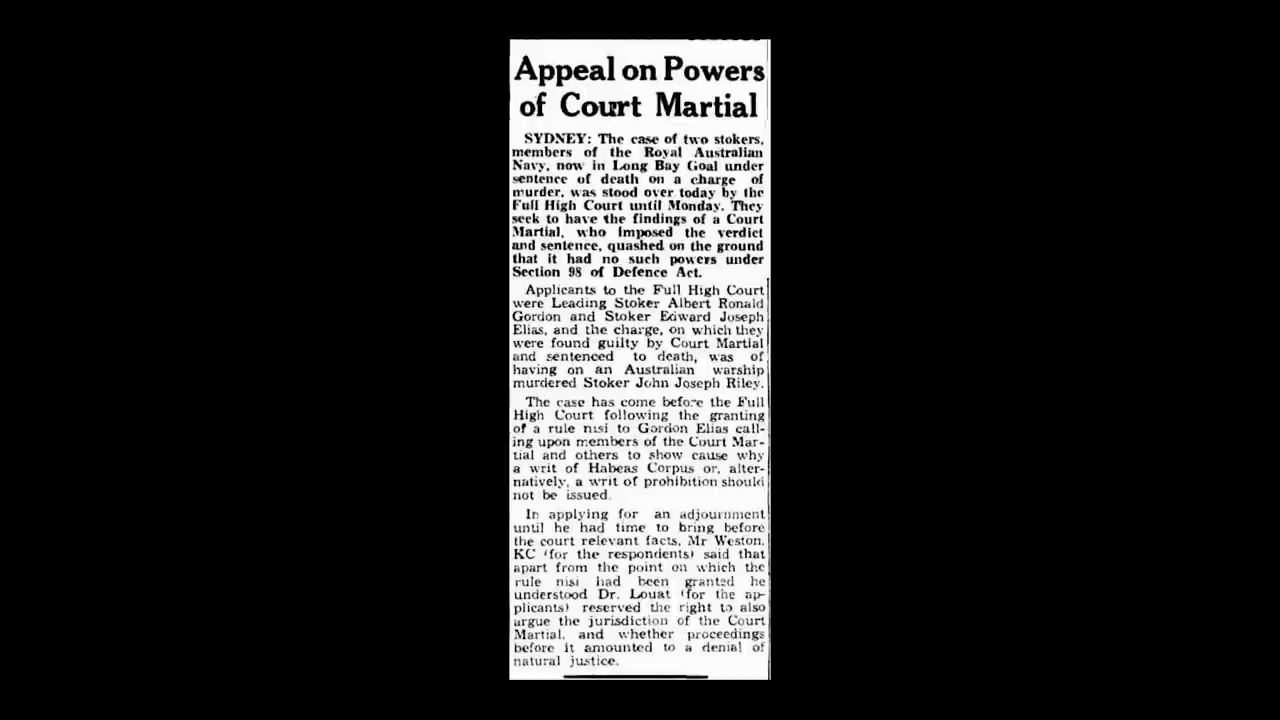 Appeal on Powers
of Court Martial
SYDNEY: The case of two stokers,
members of the Royal Australian
Navy, now in Long Bay Goal under
sentence of death on a charge of
murder, was stood over today by the
Full High Court until Monday. They
seek to have the findings of a Court
Martial, who imposed the verdict
and sentence, quashed on the ground
that it had no such powers under
Section 98 of Defence Act.
Applicants to the Full High Court
were Leading Stoker Albert Ronald
Gordon and Stoker Edward Joseph
Elias, and the charge, on which they
were found guilty by Court Martial
and sentenced to death, was of
having on an Australian warship
murdered Stoker John Joseph Riley.
The case has come before the Full
High Court following the granting
of a rule nisi to Gordon Elias call-
ing upon members of the Court Mar-
tial and others to show cause why
a writ of Habeas Corpus or, alter-
natively, a writ of prohibition should
not be issued.
In applying for an adjournment
until he had time to bring before
the court relevant facts, Mr Weston,
KC (for the respondents) said that
apart from the point on which the
rule nisi had been granted he
understood Dr. Louat (for the ap-
plicants) reserved the right to also
argue the jurisdiction of the Court
Martial, and whether proceedings
before it amounted to a denial of
natural justice.